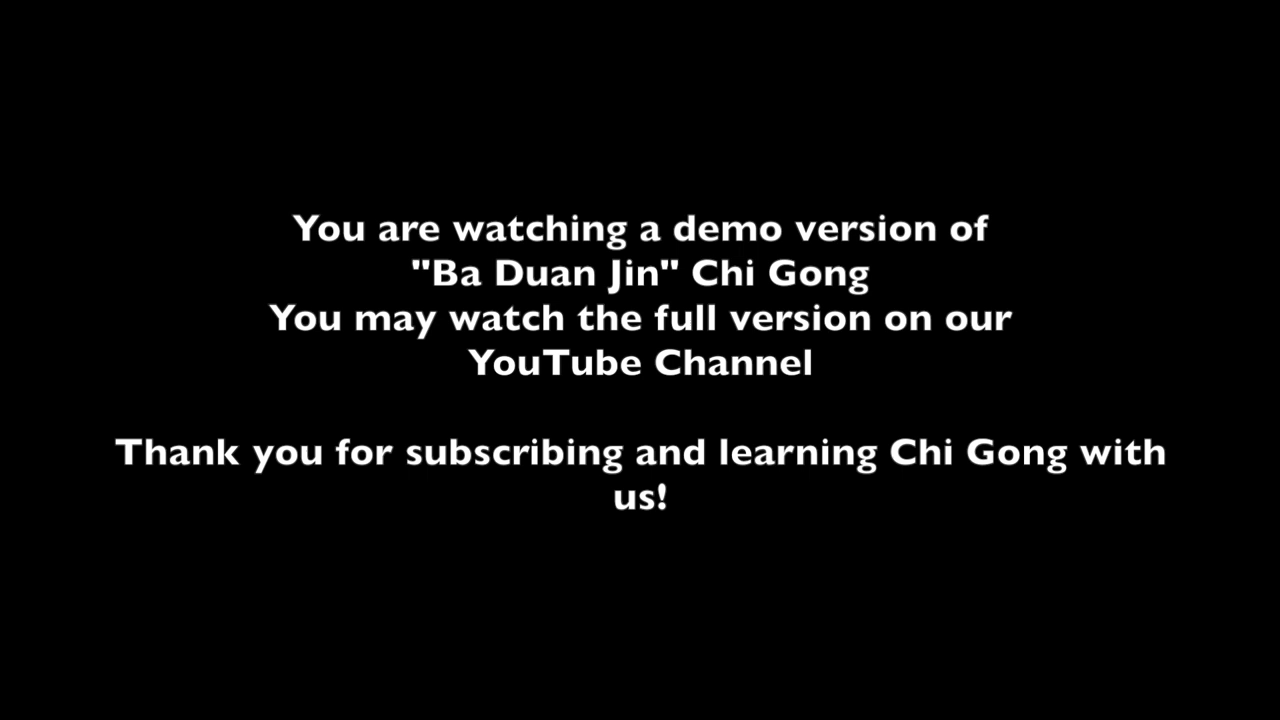 You are watching a demo version of
"Ba Duan Jin" Chi Gong
You may watch the full version on our
YouTube Channel
Thank you for subscribing and learning Chi Gong with
us!